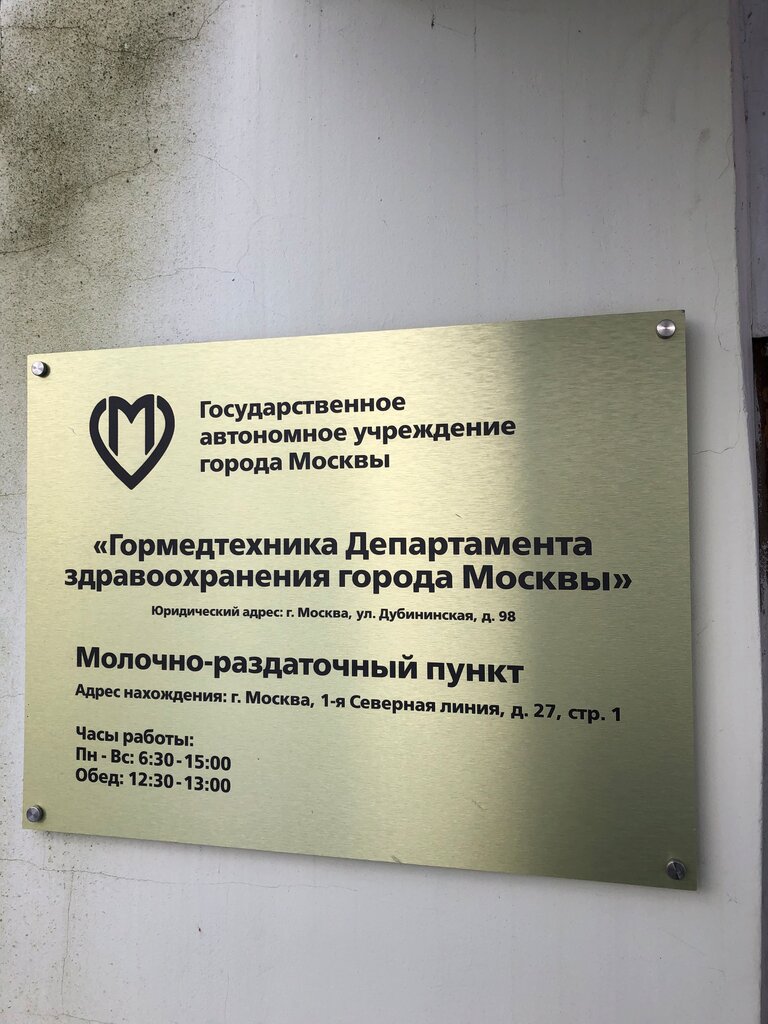 М
Государственное
автономное учреждение
города Москвы
«Гормедтехника Департамента
здравоохранения города Москвы»
Юридический адрес: г. Москва, ул. Дубининская, д. 98
Молочно-раздаточный пункт
Адрес нахождения: г. Москва, 1-я Северная линия, д. 27, стр. 1
Часы работы:
Пн - Вс: 6:30 - 15:00
Обед: 12:30 - 13:00